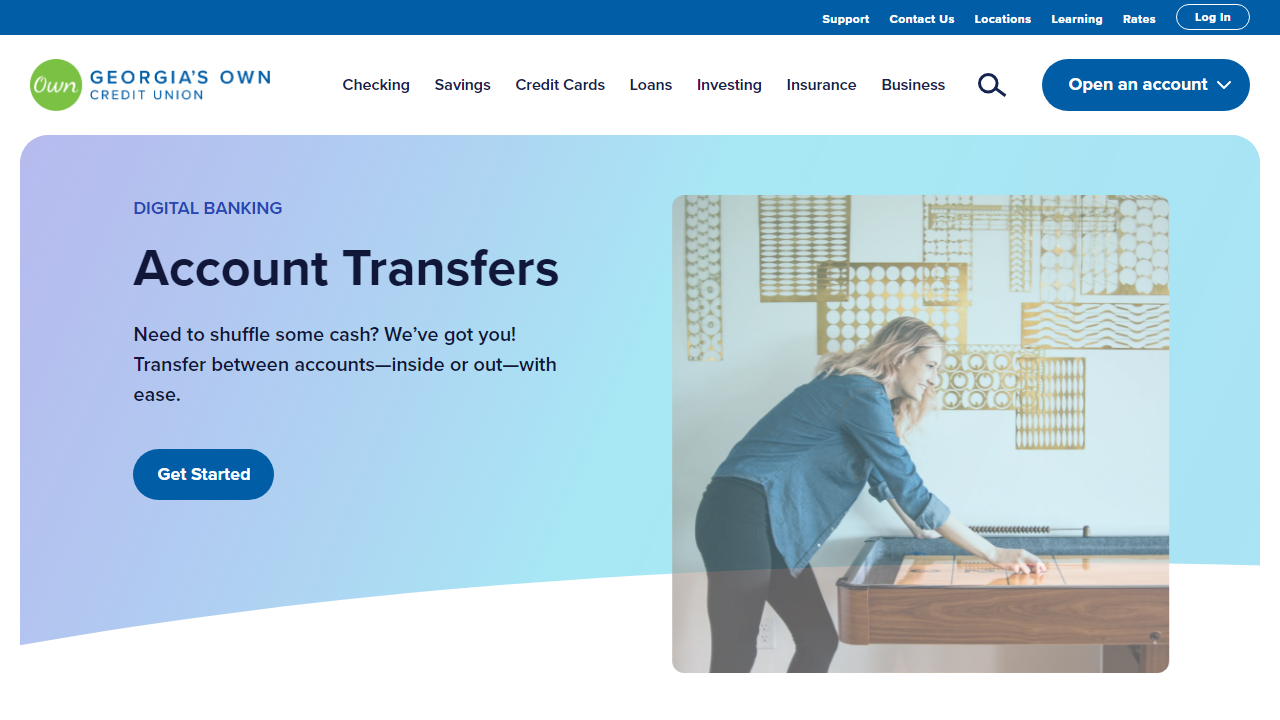 Support Contact Us Locations Learning Rates Log In
Own GEORGIA'S OWN
CREDIT UNION
Checking Savings Credit Cards Loans Investing Insurance Business Open an account
DIGITAL BANKING
Account Transfers
Need to shuffle some cash? We’ve got you!
Transfer between accounts—inside or out—with
ease.
Get Started